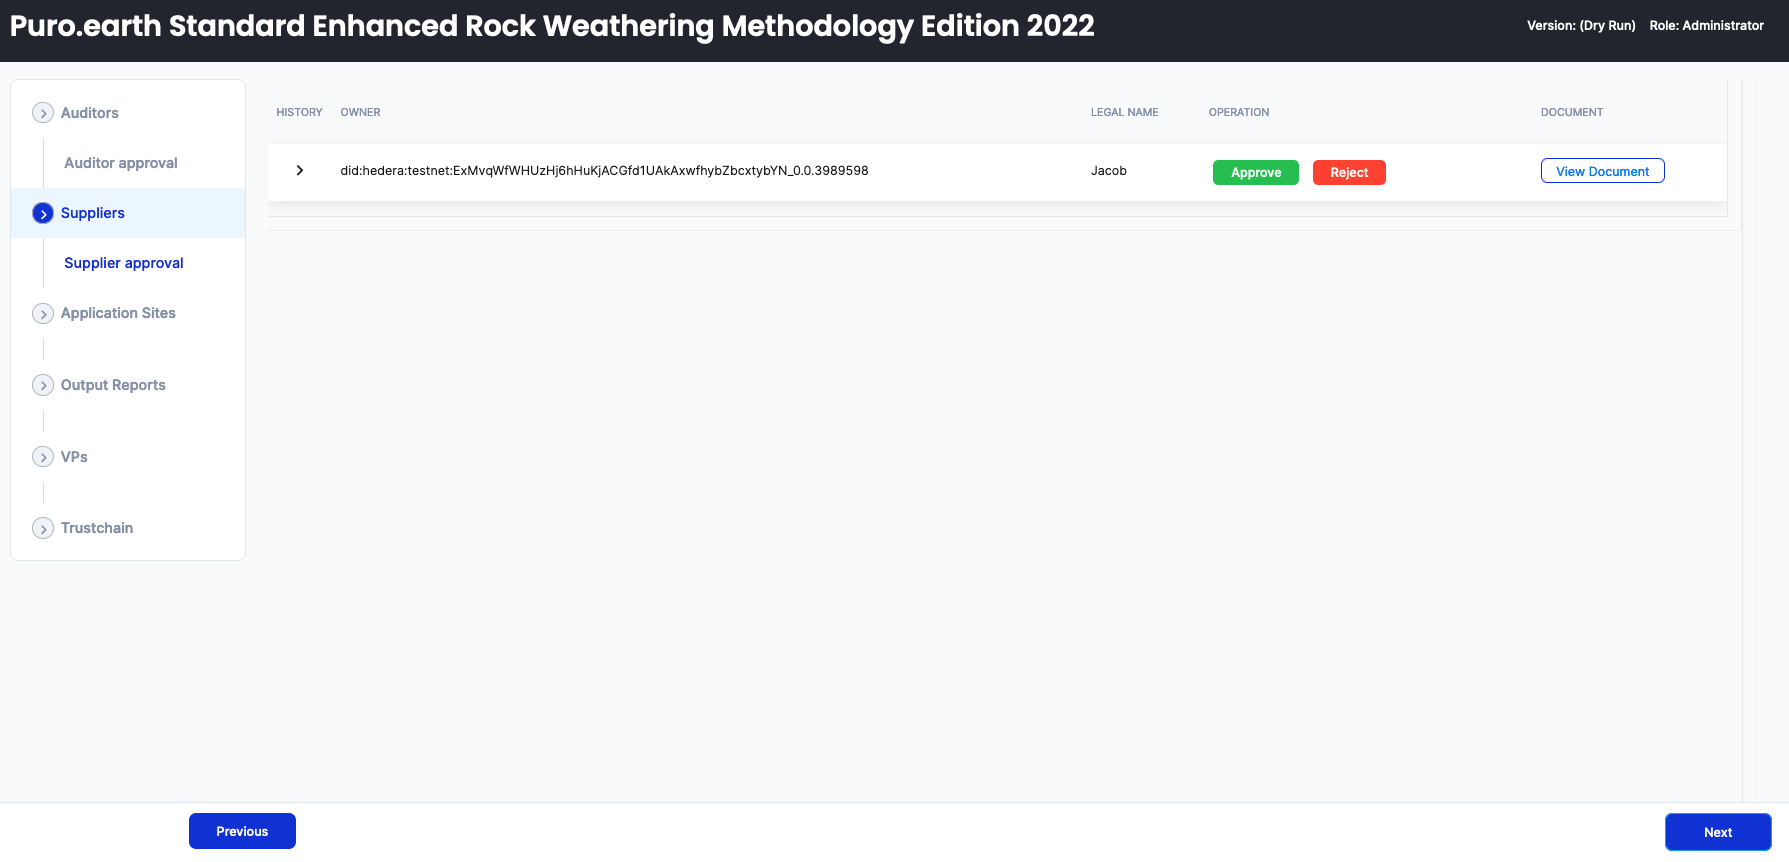 Puro.earth Standard Enhanced Rock Weathering Methodology Edition 2022
Version: (Dry Run) Role: Administrator
Auditors
Auditor approval
Suppliers
Supplier approval
Application Sites
Output Reports
VPs
Trustchain
HISTORY OWNER LEGAL NAME OPERATION DOCUMENT
did:hedera:testnet:ExMvqWfWHUzHj6hHuKjACGfd1UAkAxwfhybZbcxtybYN_0.0.3989598 Jacob Approve Reject View Document
Previous
Next